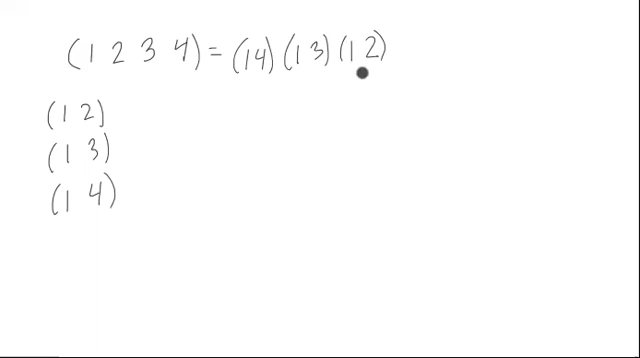 (1 2 3 4) = (14)(13)(12)
(1 2)
(1 3)
(1 4)